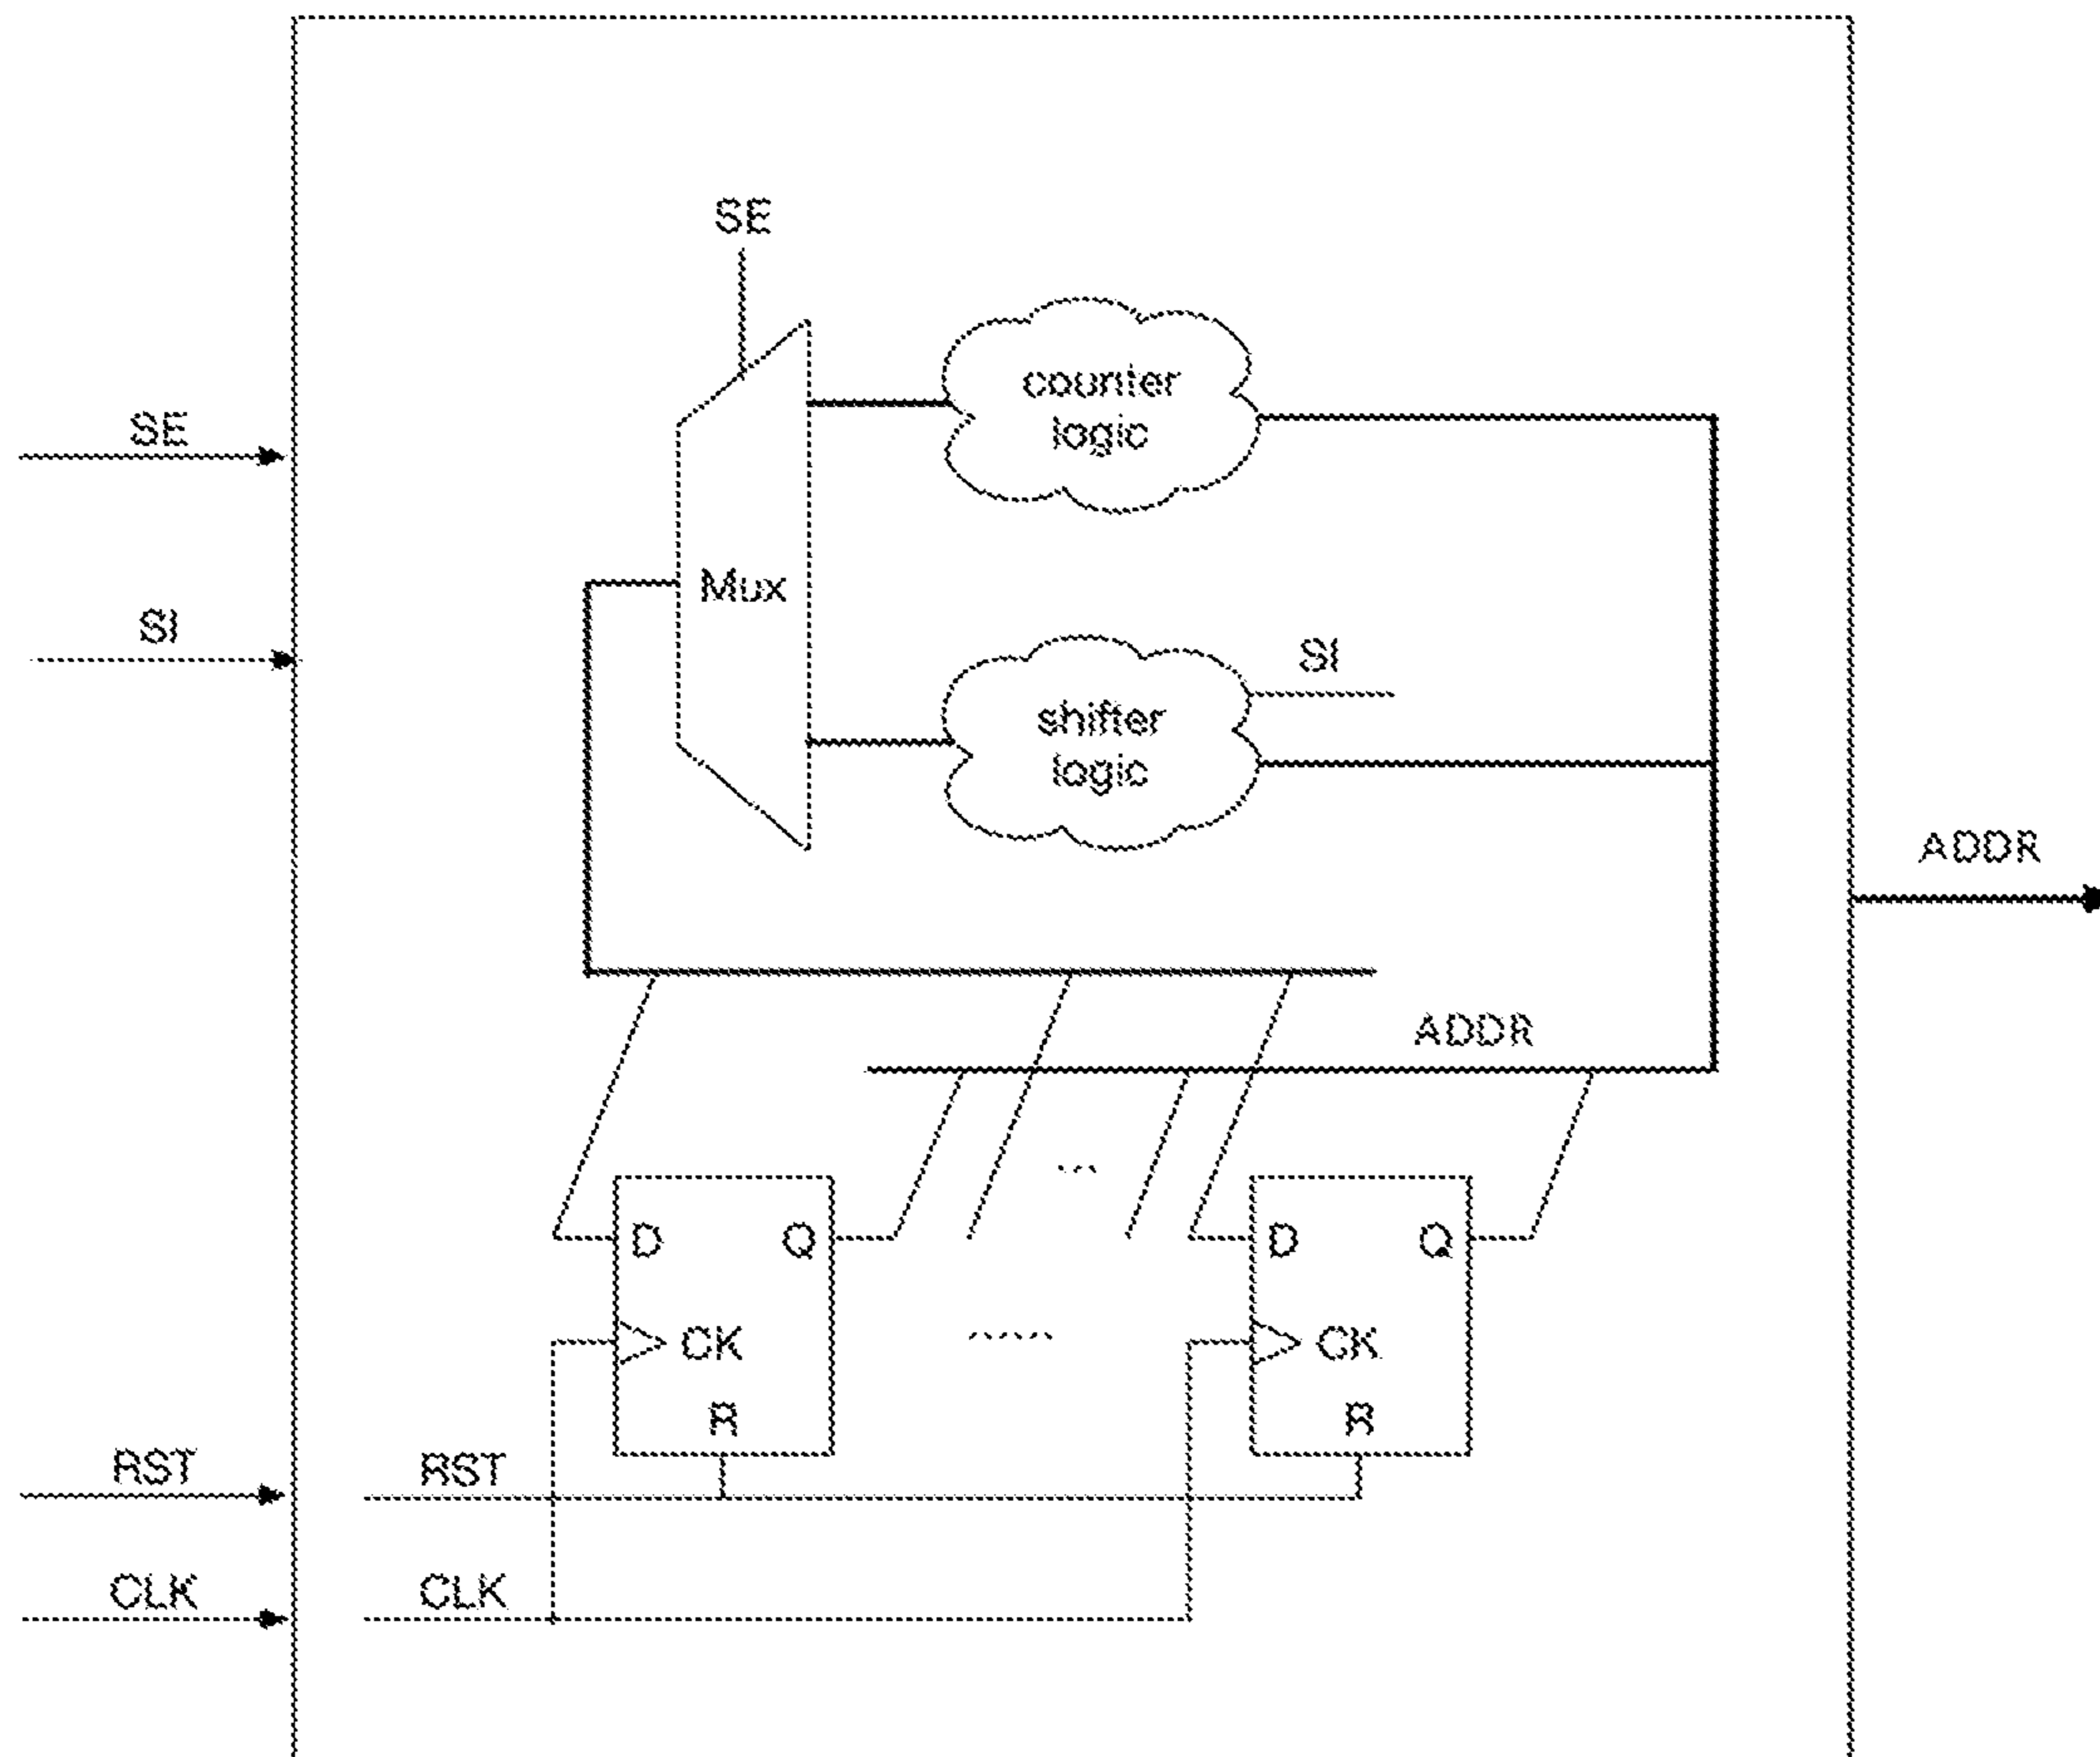 SE
counter
logic
SE
Mux
SI
SI
shifter
logic
ADDR
ADDR
D Q
D Q
CK
CK
R
R
RST
RST
CLK
CLK